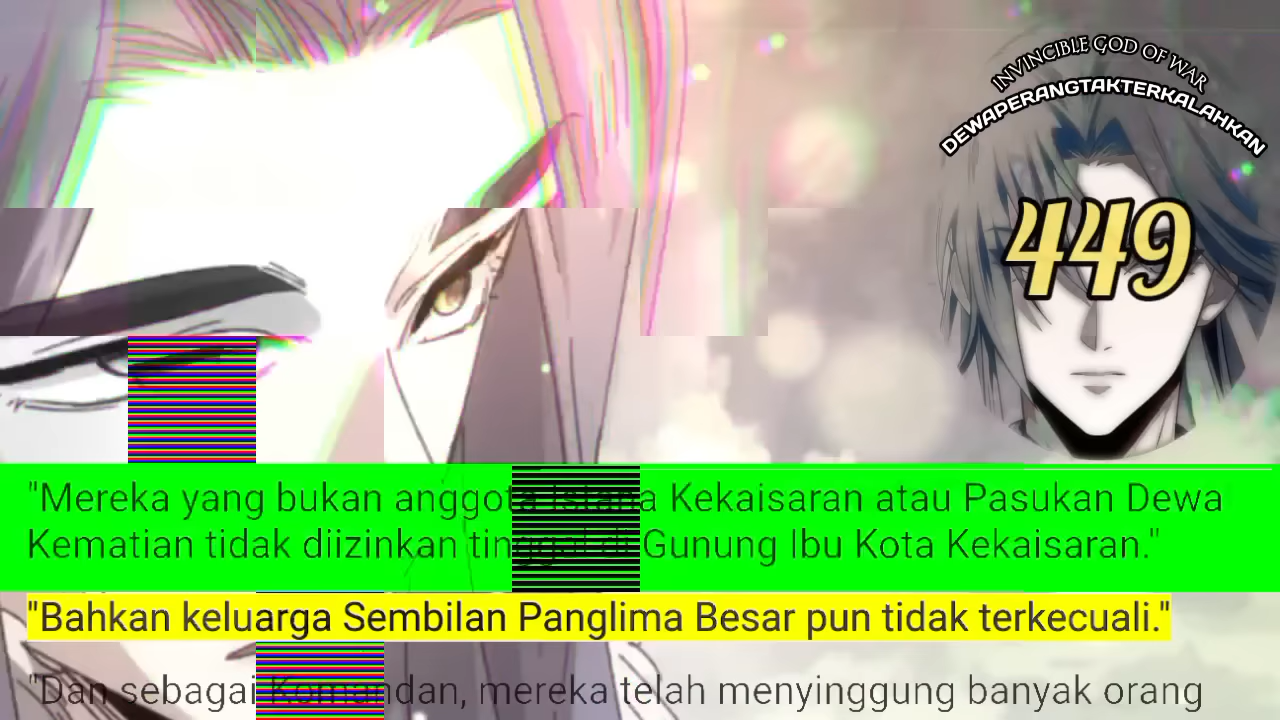 INVINCIBLE GOD OF WAR
DEWAPERANGTAKTERKALAHKAN
449
"Mereka yang bukan anggota Istana Kekaisaran atau Pasukan Dewa
Kematian tidak diizinkan tinggal di Gunung Ibu Kota Kekaisaran."
"Bahkan keluarga Sembilan Panglima Besar pun tidak terkecuali."
"Dan sebagai Komandan, mereka telah menyinggung banyak orang